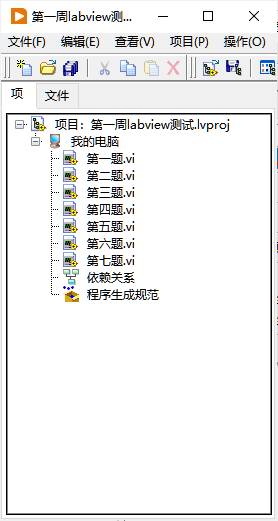 第一周labview测...
文件(F) 编辑(E) 查看(V) 项目(P) 操作(O)
项 文件
项目：第一周labview测试.lvproj
我的电脑
第一题.vi
第二题.vi
第三题.vi
第四题.vi
第五题.vi
第六题.vi
第七题.vi
依赖关系
程序生成规范